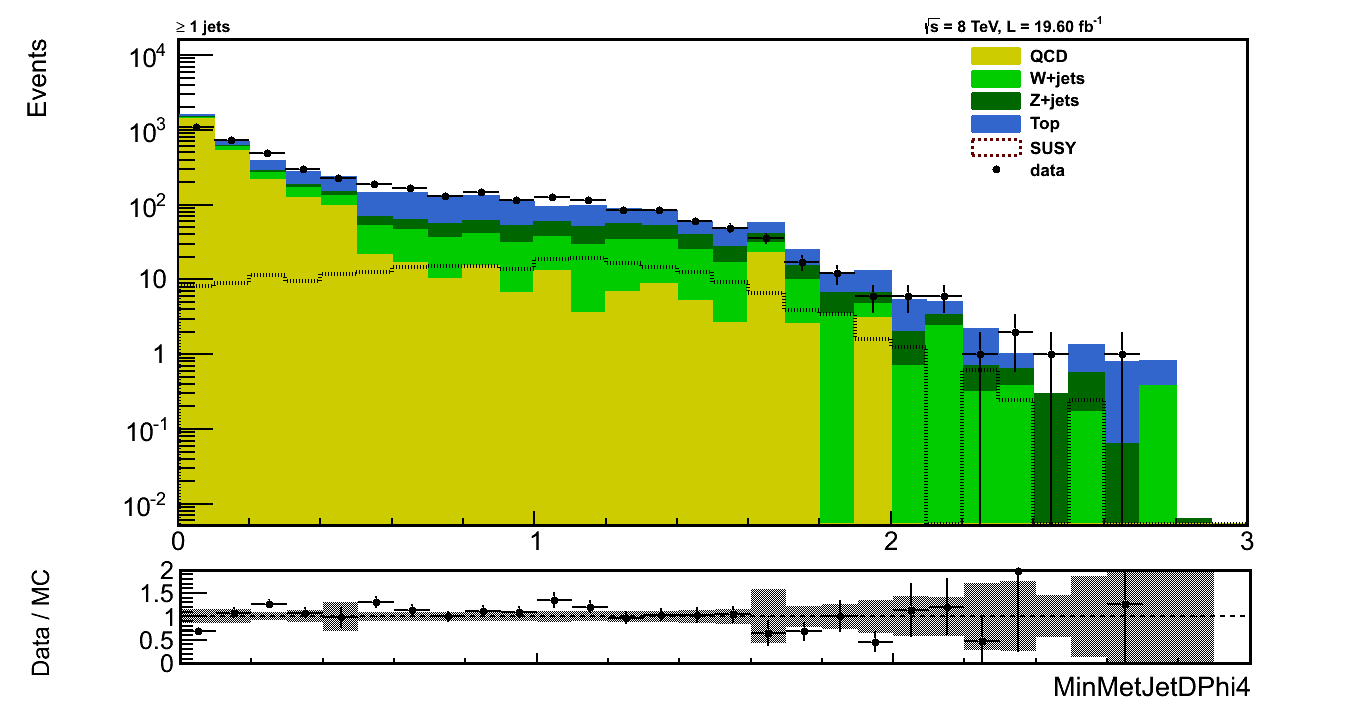 ≥ 1 jets
√s = 8 TeV, L = 19.60 fb⁻¹
Events
10⁴
10³
10²
10
1
10⁻¹
10⁻²
QCD
W+jets
Z+jets
Top
SUSY
data
0 1 2 3
Data / MC
2
1.5
1
0.5
0
MinMetJetDPhi4